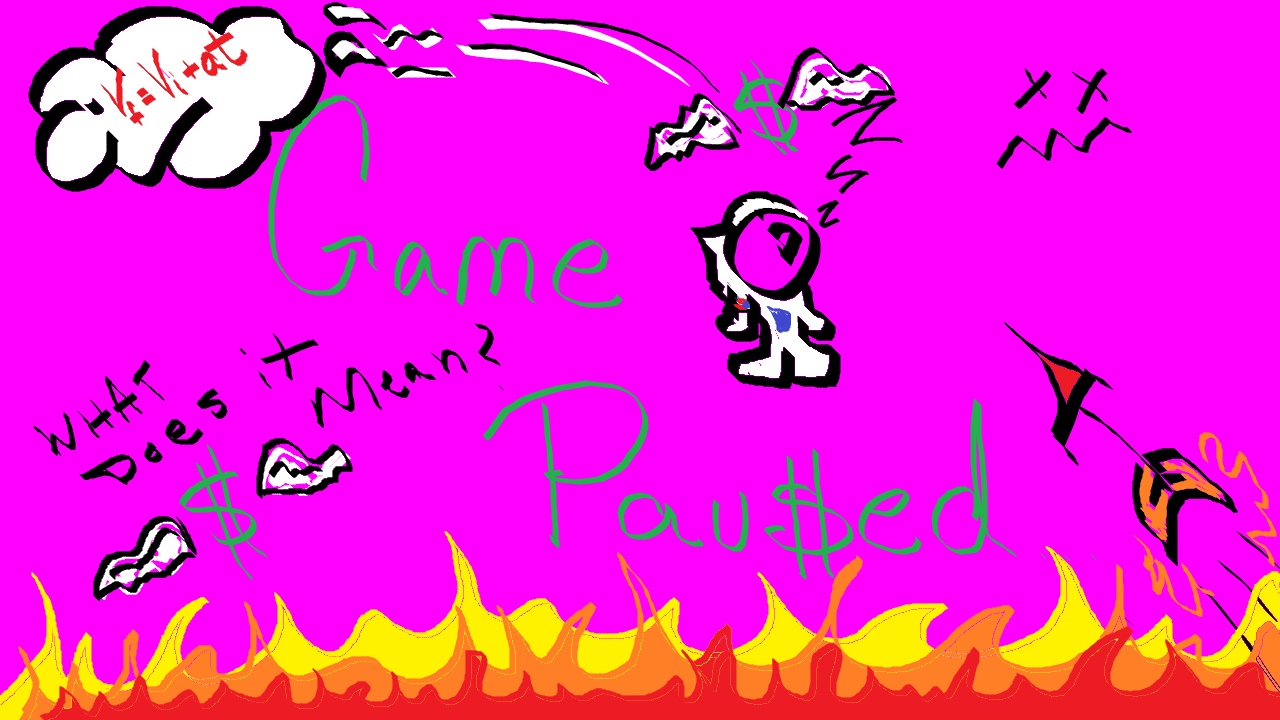 Vf=Vi+at
$
Z
S
z
Game
WHAT
Does it
Mean?
$
Pau$ed